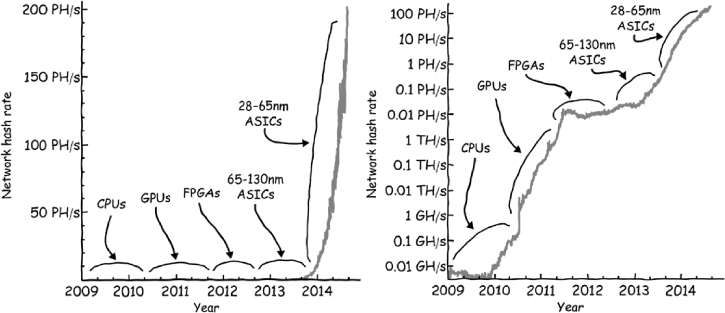 200 PH/s
150 PH/s
100 PH/s
50 PH/s
Network hash rate
CPUs
GPUs
FPGAs
65-130nm
ASICs
28-65nm
ASICs
2009 2010 2011 2012 2013 2014
Year
100 PH/s
10 PH/s
1 PH/s
0.1 PH/s
0.01 PH/s
1 TH/s
0.1 TH/s
0.01 TH/s
1 GH/s
0.1 GH/s
0.01 GH/s
Network hash rate
CPUs
GPUs
FPGAs
65-130nm
ASICs
28-65nm
ASICs
2009 2010 2011 2012 2013 2014
Year